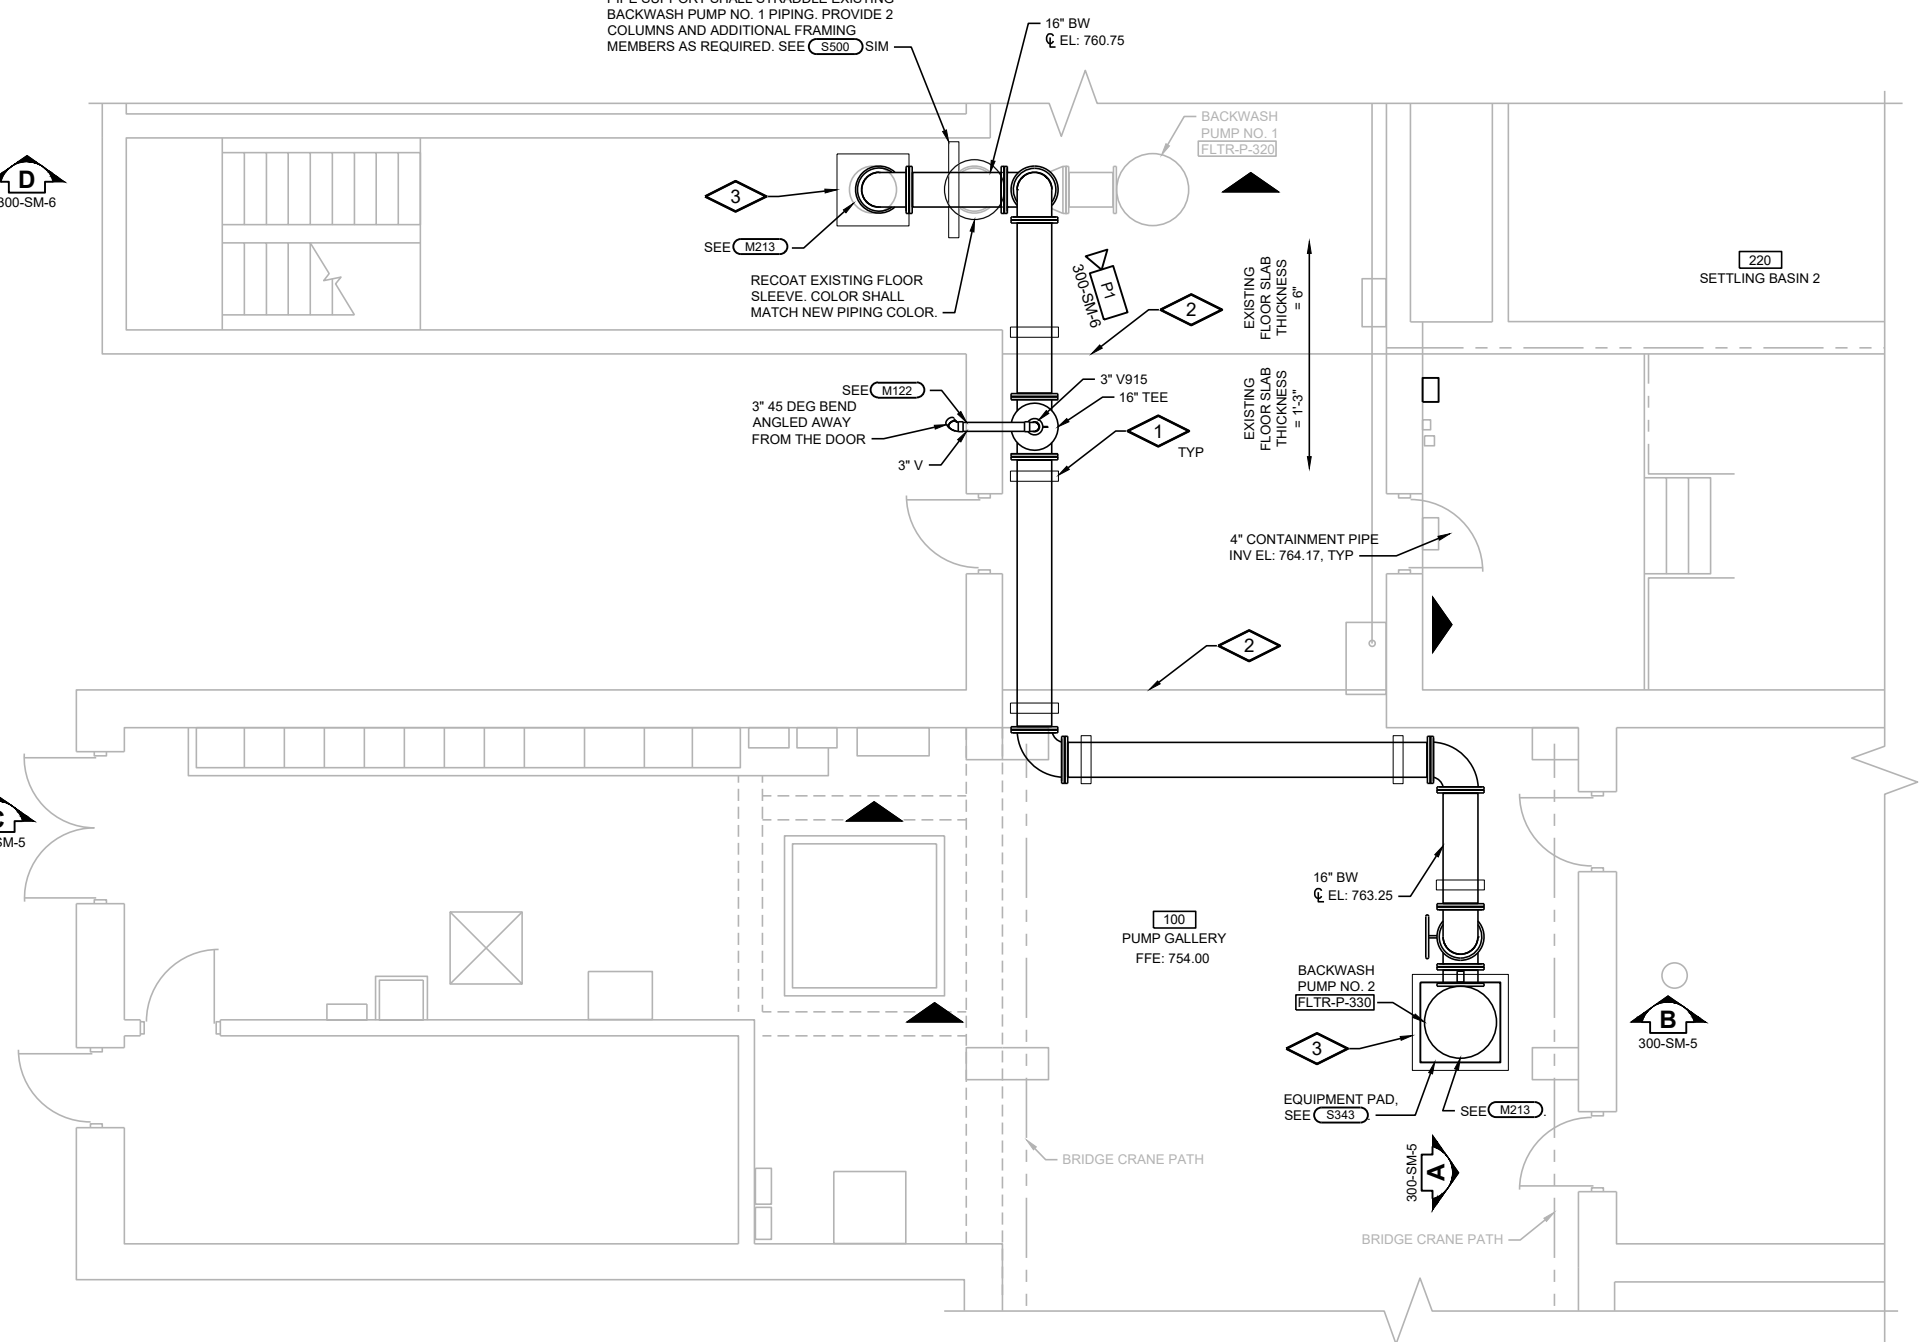 PIPE SUPPORT SHALL STRADDLE EXISTING
BACKWASH PUMP NO. 1 PIPING. PROVIDE 2
COLUMNS AND ADDITIONAL FRAMING
MEMBERS AS REQUIRED. SEE S500 SIM
16" BW
℄ EL: 760.75
BACKWASH
PUMP NO. 1
FLTR-P-320
D
300-SM-6
3
SEE M213
RECOAT EXISTING FLOOR
SLEEVE. COLOR SHALL
MATCH NEW PIPING COLOR.
P1
300-SM-6
2
EXISTING
FLOOR SLAB
THICKNESS
= 6"
220
SETTLING BASIN 2
SEE M122
3" 45 DEG BEND
ANGLED AWAY
FROM THE DOOR
3" V
3" V915
16" TEE
1
TYP
EXISTING
FLOOR SLAB
THICKNESS
= 1'-3"
4" CONTAINMENT PIPE
INV EL: 764.17, TYP
2
C
SM-5
16" BW
℄ EL: 763.25
100
PUMP GALLERY
FFE: 754.00
BACKWASH
PUMP NO. 2
FLTR-P-330
3
B
300-SM-5
EQUIPMENT PAD,
SEE S343.
SEE M213.
BRIDGE CRANE PATH
A
300-SM-5
BRIDGE CRANE PATH